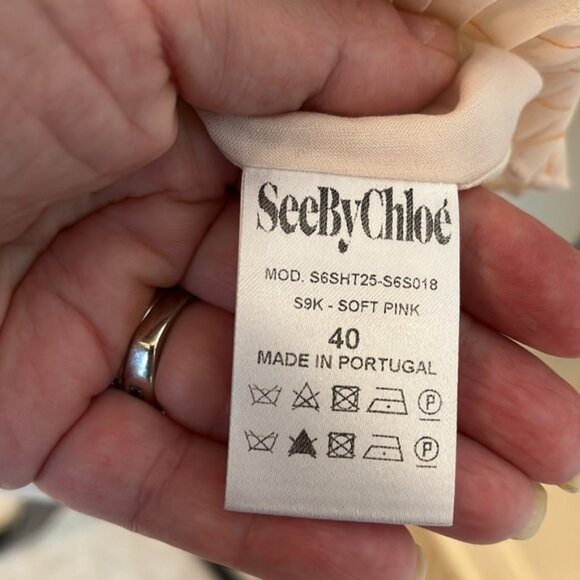 SeeByChloé
MOD. S6SHT25-S6S018
S9K - SOFT PINK
40
MADE IN PORTUGAL
P
P